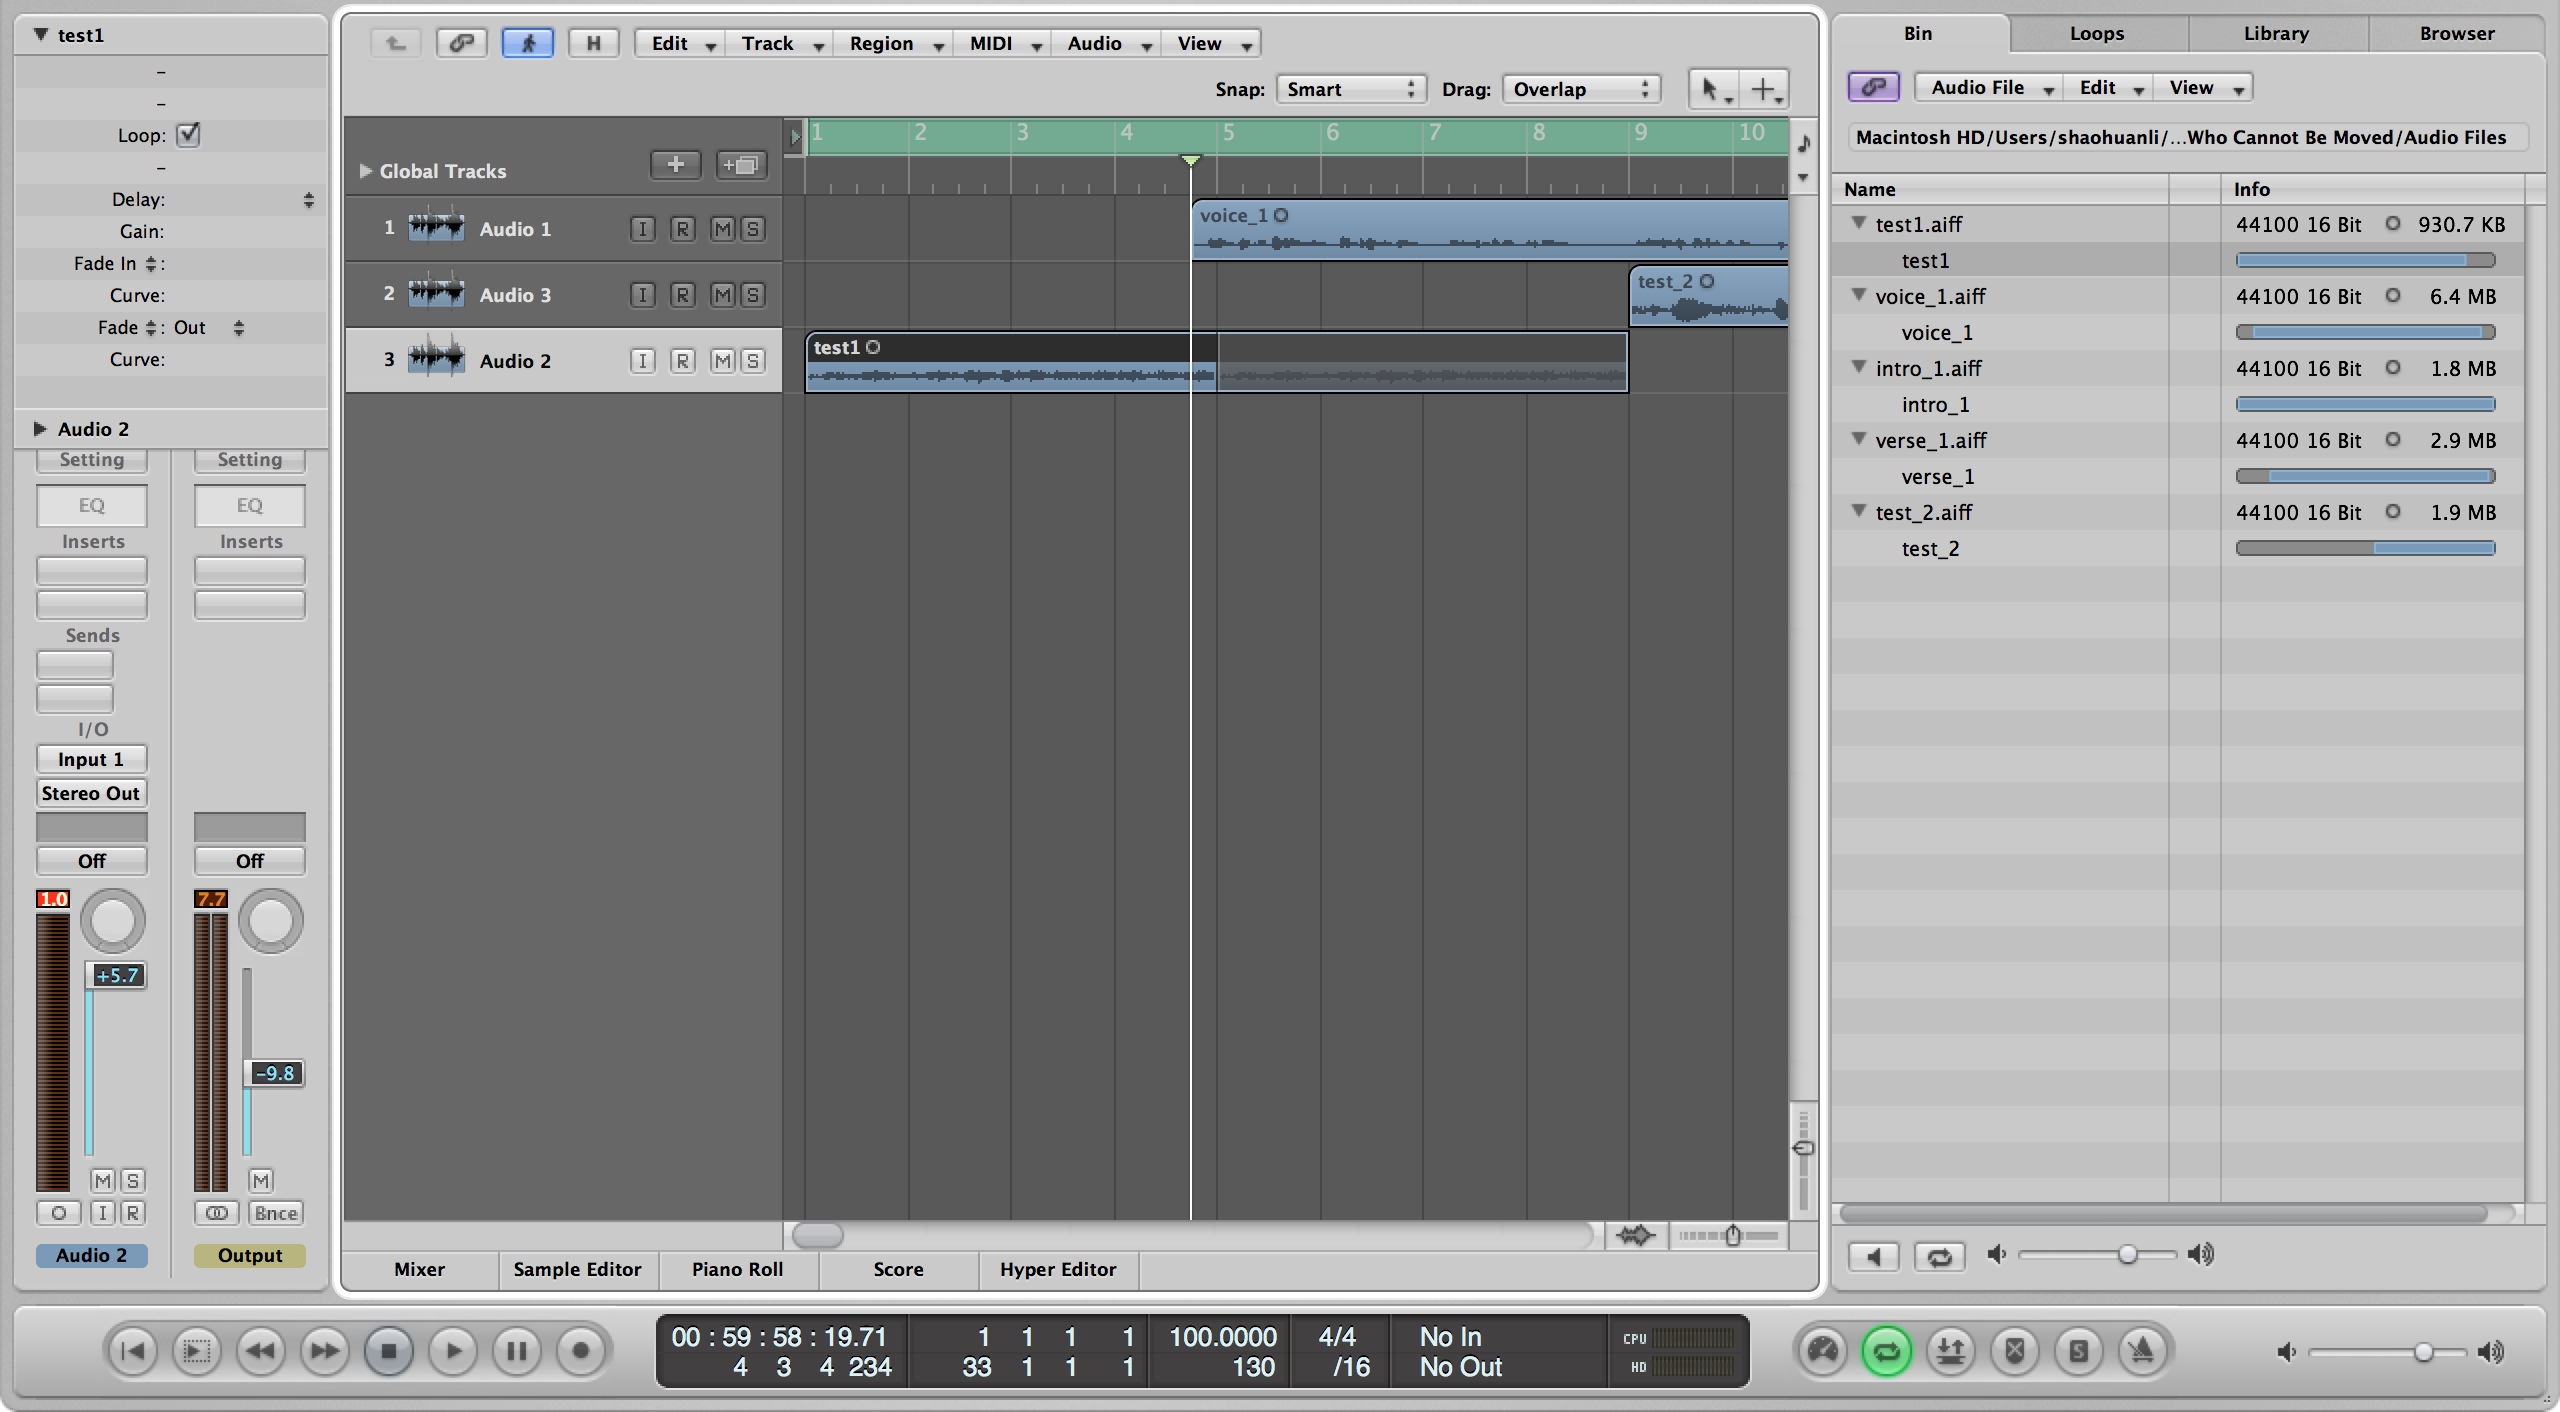 test1
–
–
Loop:
–
Delay:
Gain:
Fade In :
Curve:
Fade : Out
Curve:
Audio 2
Setting Setting
EQ EQ
Inserts Inserts
Sends
I/O
Input 1
Stereo Out
Off Off
1.0 7.7
+5.7
-9.8
M S M
O I R Bnce
Audio 2 Output
H Edit Track Region MIDI Audio View
Snap: Smart Drag: Overlap
1 2 3 4 5 6 7 8 9 10
Global Tracks
1 Audio 1 I R M S voice_1
2 Audio 3 I R M S test_2
3 Audio 2 I R M S test1
Mixer Sample Editor Piano Roll Score Hyper Editor
Bin Loops Library Browser
Audio File Edit View
Macintosh HD/Users/shaohuanli/...Who Cannot Be Moved/Audio Files
Name Info
test1.aiff 44100 16 Bit 930.7 KB
test1
voice_1.aiff 44100 16 Bit 6.4 MB
voice_1
intro_1.aiff 44100 16 Bit 1.8 MB
intro_1
verse_1.aiff 44100 16 Bit 2.9 MB
verse_1
test_2.aiff 44100 16 Bit 1.9 MB
test_2
00 : 59 : 58 : 19.71 1 1 1 1 100.0000 4/4 No In CPU
4 3 4 234 33 1 1 1 130 /16 No Out HD
S